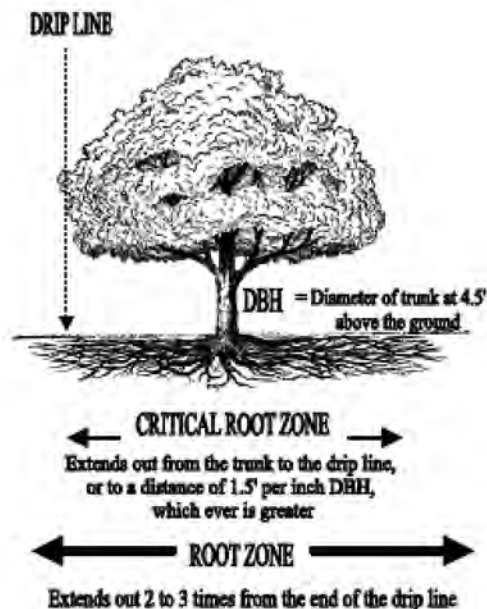 DRIP LINE
DBH = Diameter of trunk at 4.5'
above the ground
CRITICAL ROOT ZONE
Extends out from the trunk to the drip line,
or to a distance of 1.5' per inch DBH,
which ever is greater
ROOT ZONE
Extends out 2 to 3 times from the end of the drip line